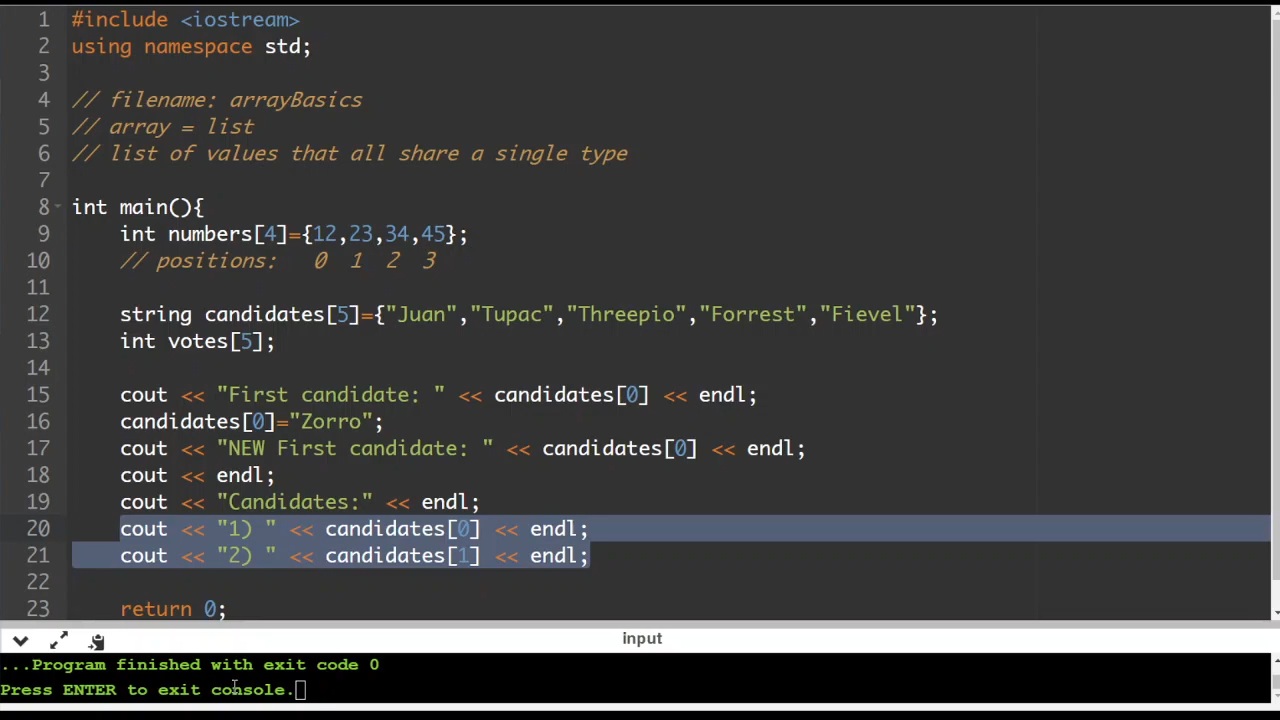 1 #include <iostream>
2 using namespace std;
3
4 // filename: arrayBasics
5 // array = list
6 // list of values that all share a single type
7
8 int main(){
9 int numbers[4]={12,23,34,45};
10 // positions: 0 1 2 3
11
12 string candidates[5]={"Juan","Tupac","Threepio","Forrest","Fievel"};
13 int votes[5];
14
15 cout << "First candidate: " << candidates[0] << endl;
16 candidates[0]="Zorro";
17 cout << "NEW First candidate: " << candidates[0] << endl;
18 cout << endl;
19 cout << "Candidates:" << endl;
20 cout << "1) " << candidates[0] << endl;
21 cout << "2) " << candidates[1] << endl;
22
23 return 0;
input
...Program finished with exit code 0
Press ENTER to exit console.